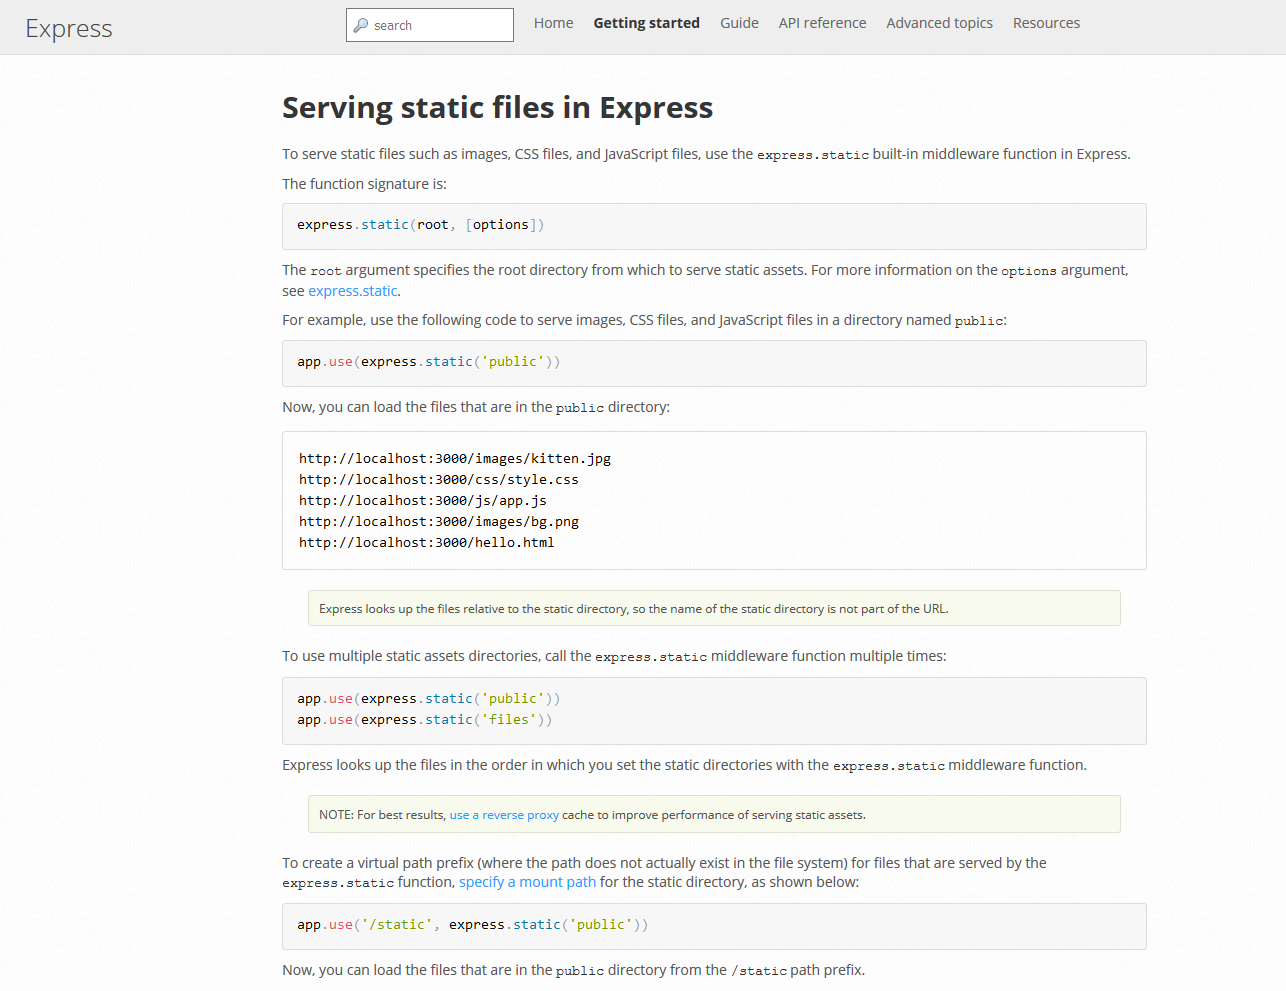 Express
search
Home Getting started Guide API reference Advanced topics Resources
Serving static files in Express
To serve static files such as images, CSS files, and JavaScript files, use the express.static built-in middleware function in Express.
The function signature is:
express.static(root, [options])
The root argument specifies the root directory from which to serve static assets. For more information on the options argument,
see express.static.
For example, use the following code to serve images, CSS files, and JavaScript files in a directory named public:
app.use(express.static('public'))
Now, you can load the files that are in the public directory:
http://localhost:3000/images/kitten.jpg
http://localhost:3000/css/style.css
http://localhost:3000/js/app.js
http://localhost:3000/images/bg.png
http://localhost:3000/hello.html
Express looks up the files relative to the static directory, so the name of the static directory is not part of the URL.
To use multiple static assets directories, call the express.static middleware function multiple times:
app.use(express.static('public'))
app.use(express.static('files'))
Express looks up the files in the order in which you set the static directories with the express.static middleware function.
NOTE: For best results, use a reverse proxy cache to improve performance of serving static assets.
To create a virtual path prefix (where the path does not actually exist in the file system) for files that are served by the
express.static function, specify a mount path for the static directory, as shown below:
app.use('/static', express.static('public'))
Now, you can load the files that are in the public directory from the /static path prefix.